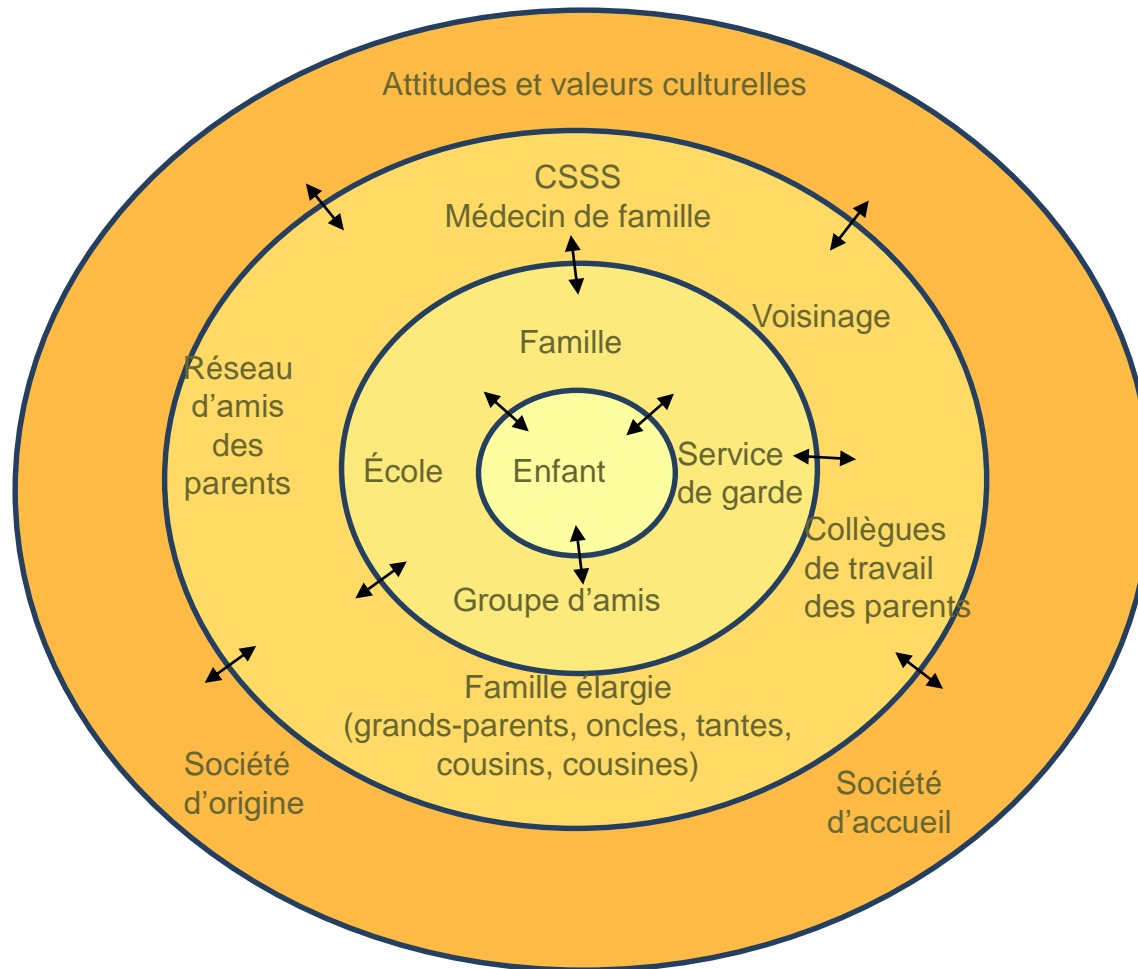 Attitudes et valeurs culturelles
CSSS
Médecin de famille
Voisinage
Famille
Réseau
d’amis
des
parents
École
Enfant
Service
de garde
Collègues
de travail
des parents
Groupe d’amis
Famille élargie
(grands-parents, oncles, tantes,
cousins, cousines)
Société
d’origine
Société
d’accueil